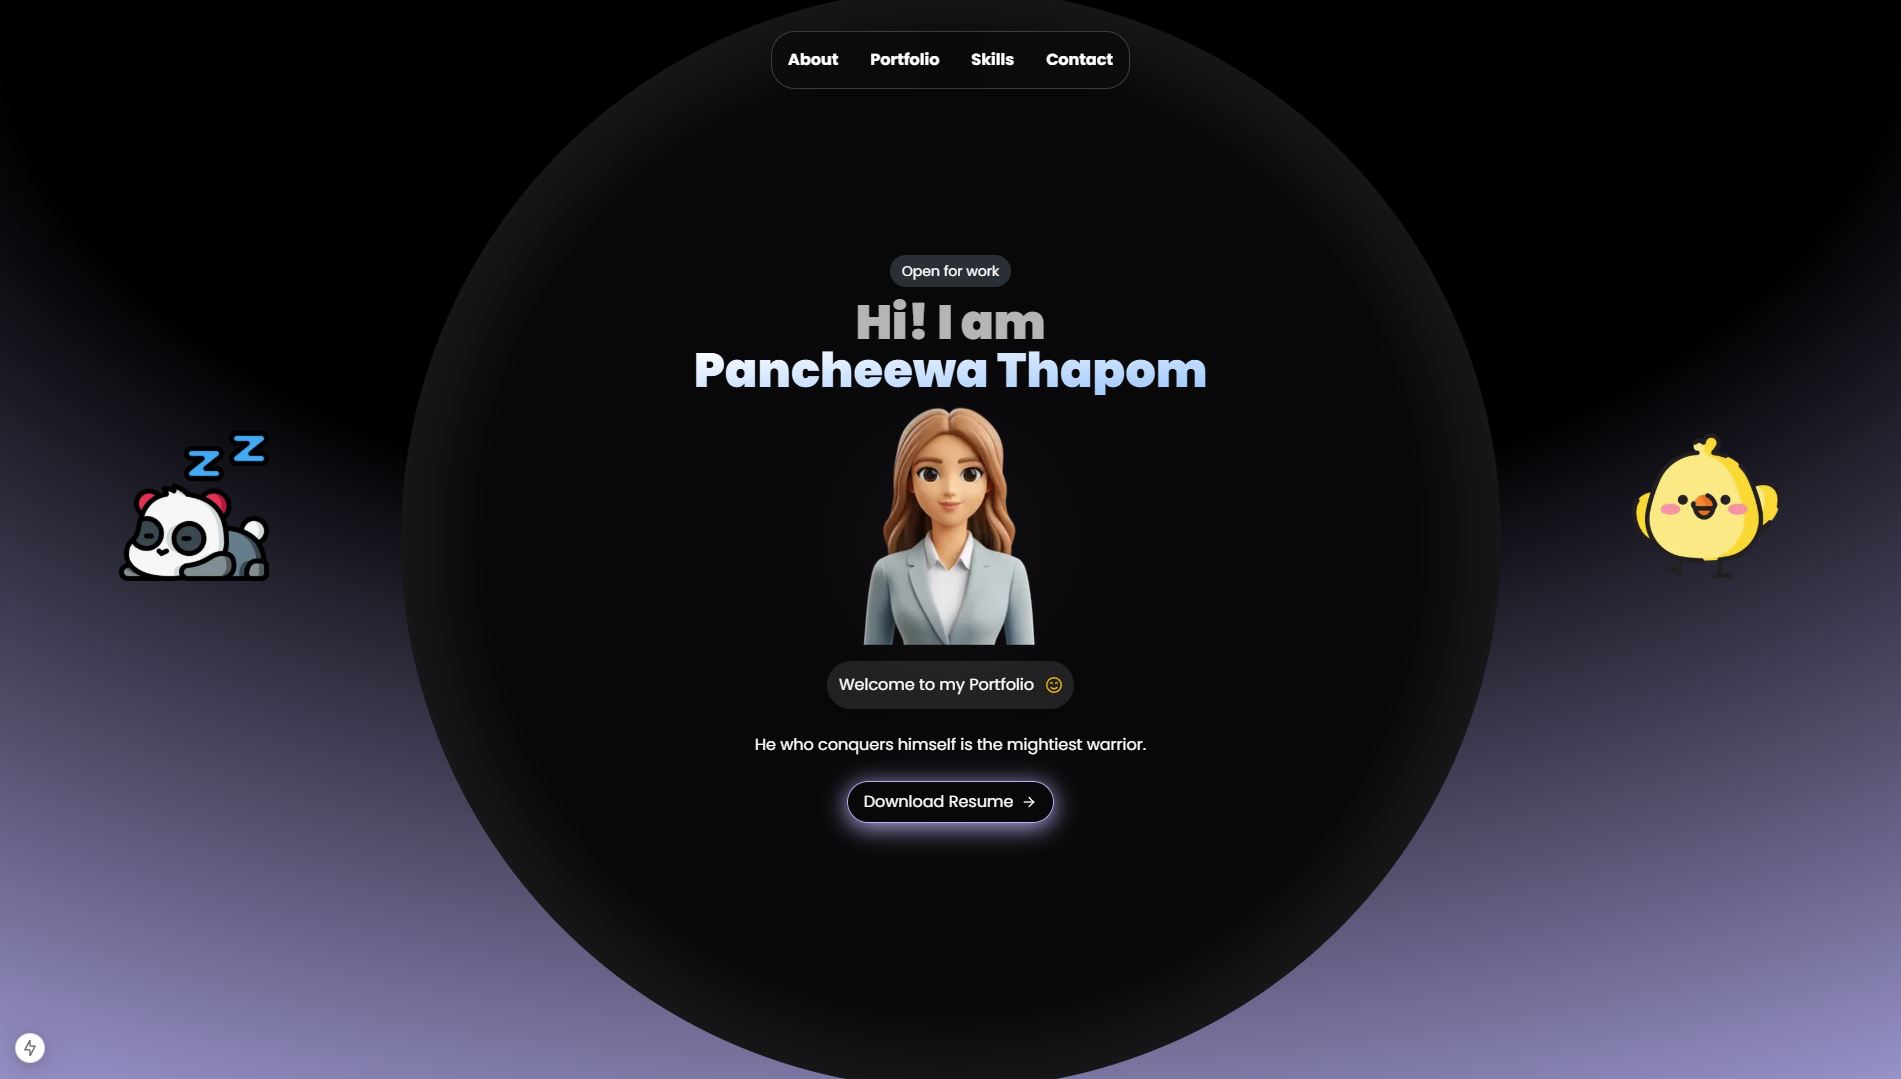 About Portfolio Skills Contact
Open for work
Hi! I am
Pancheewa Thapom
Z Z
Welcome to my Portfolio
He who conquers himself is the mightiest warrior.
Download Resume →